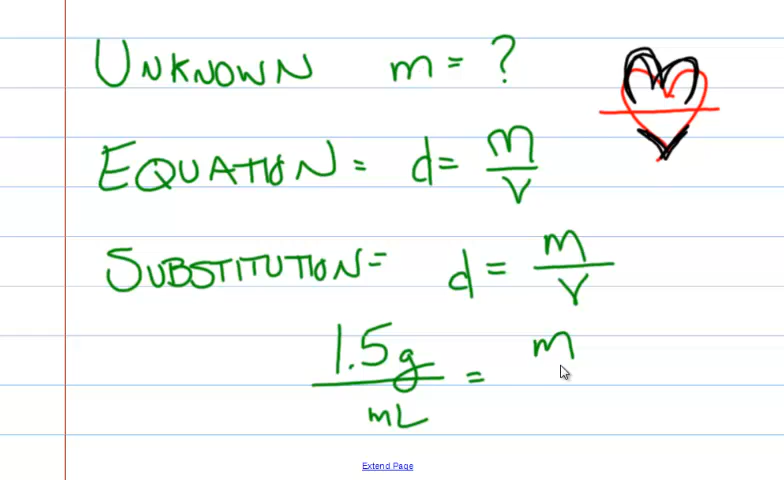 UNKNOWN m = ?
EQUATION = d = m/V
SUBSTITUTION = d = m/V
1.5g/mL = m
Extend Page